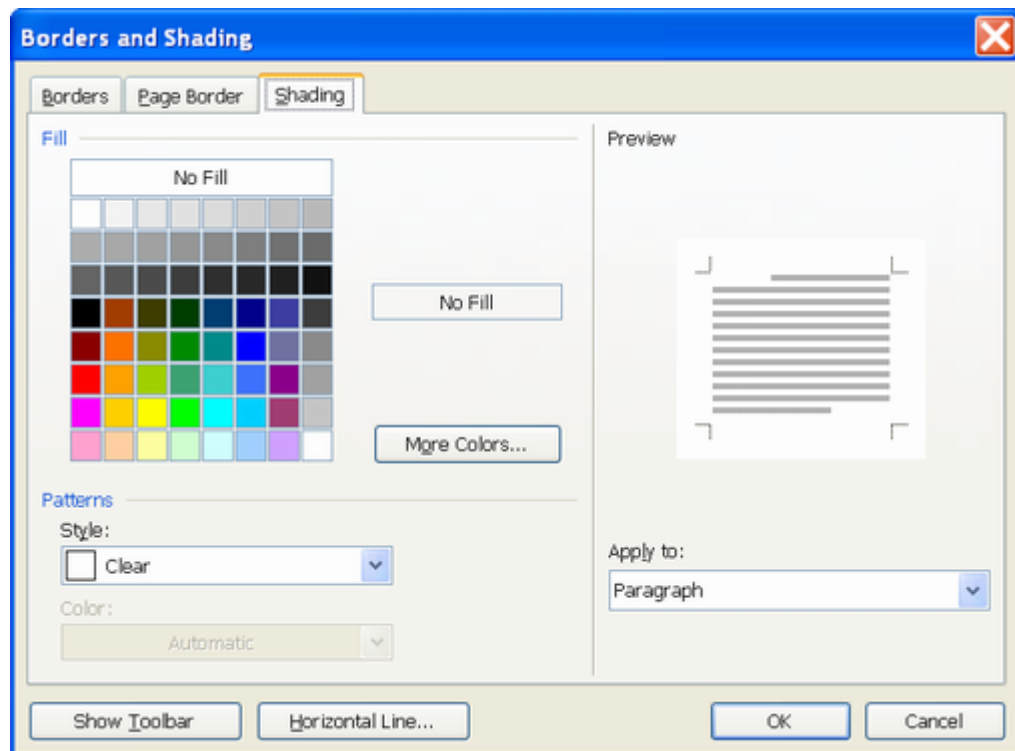 Borders and Shading
Borders Page Border Shading
Fill
No Fill
No Fill
More Colors...
Patterns
Style:
Clear
Color:
Automatic
Preview
Apply to:
Paragraph
Show Toolbar Horizontal Line... OK Cancel